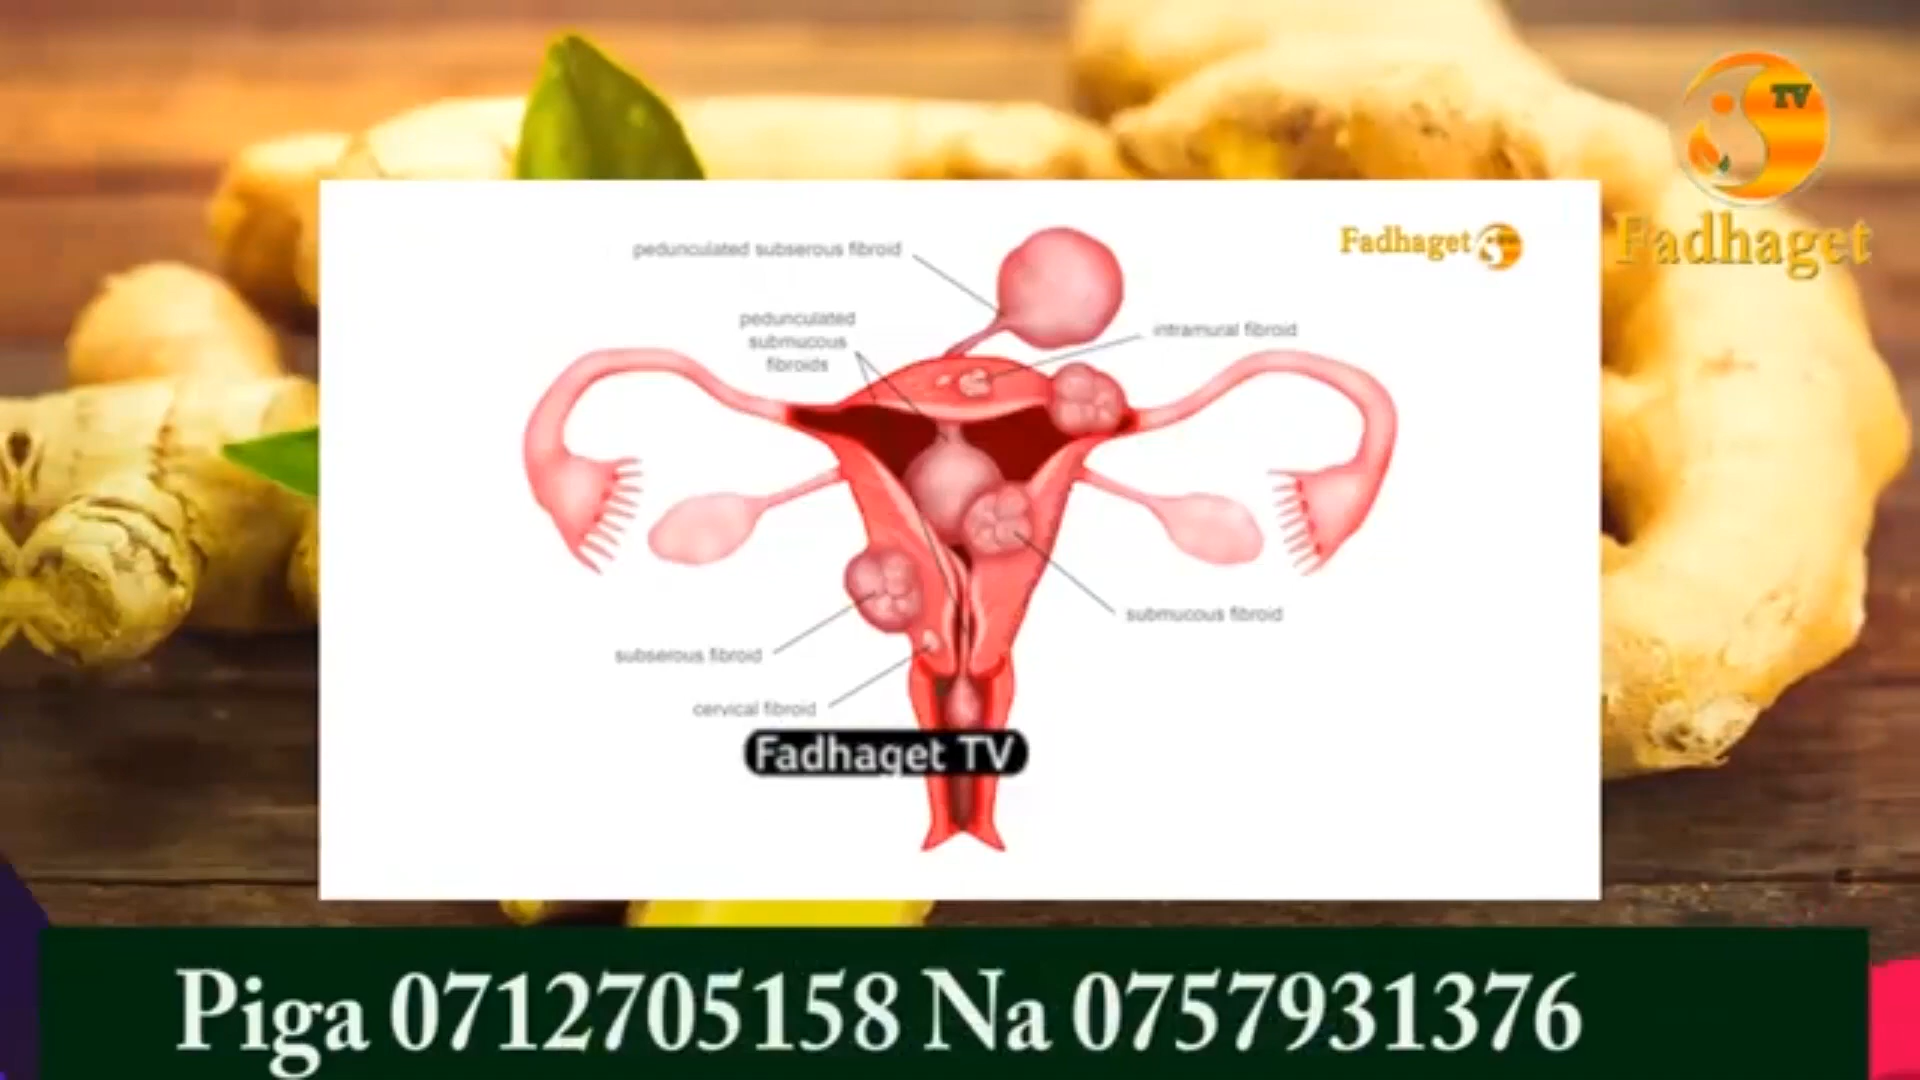 TV
Fadhaget
Fadhaget
pedunculated subserous fibroid
pedunculated
submucous
fibroids
intramural fibroid
submucous fibroid
subserous fibroid
cervical fibroid
Fadhaget TV
Piga 0712705158 Na 0757931376